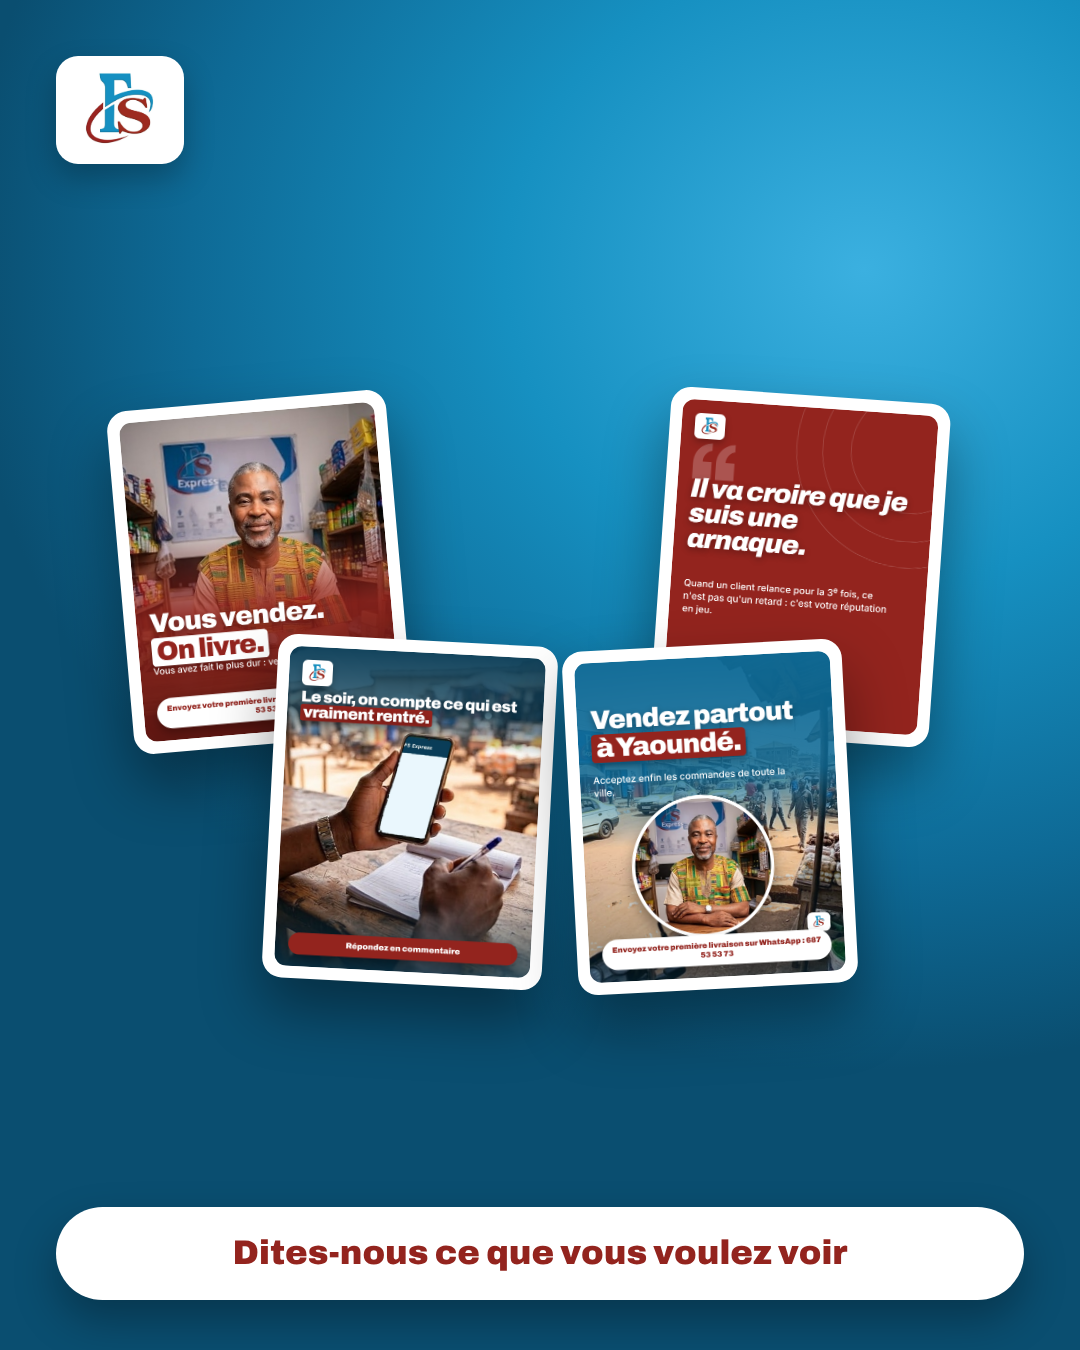 FS
FS
Express
Vous vendez.
On livre.
Vous avez fait le plus dur :
Envoyez votre première
53
FS
Il va croire que je
suis une
arnaque.
Quand un client relance pour la 3e fois, ce
n'est pas qu'un retard : c'est votre réputation
en jeu.
FS
Le soir, on compte ce qui est
vraiment rentré.
FS Express
Répondez en commentaire
Vendez partout
à Yaoundé.
Acceptez enfin les commandes de toute la
ville.
FS
Envoyez votre première livraison sur WhatsApp : 687
53 53 73
Dites-nous ce que vous voulez voir